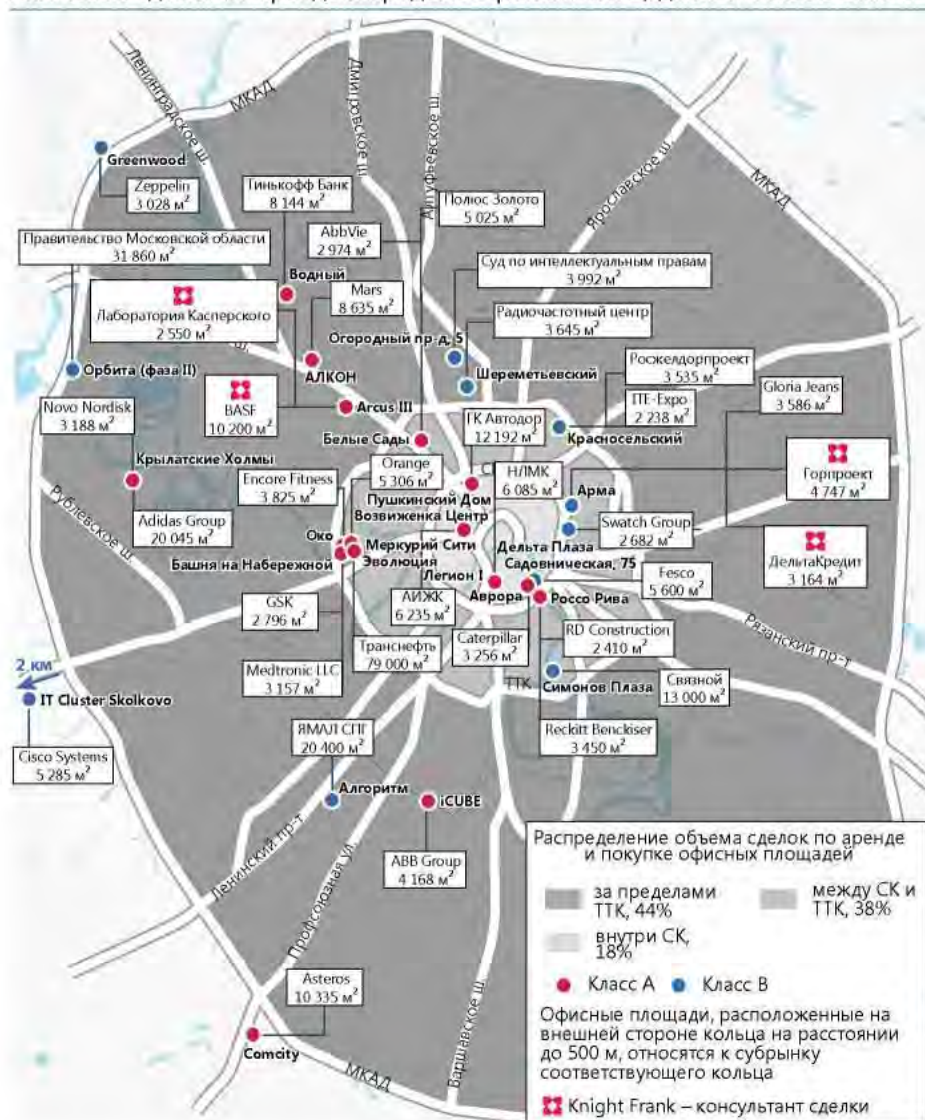 Ленинградское ш.
МКАД
Дмитровское ш.
Ярославское ш.
МКАД
Greenwood
Zeppelin
3 028 м²
Тинькофф Банк
8 144 м²
Полюс Золото
5 025 м²
AbbVie
2 974 м²
Правительство Московской области
31 860 м²
Суд по интеллектуальным правам
3 992 м²
Водный
Mars
8 635 м²
Лаборатория Касперского
2 550 м²
Радиочастотный центр
3 645 м²
Огородный пр-д, 5
Росжелдорпроект
3 535 м²
Орбита (фаза II)
АЛКОН
Шереметьевский
Gloria Jeans
3 586 м²
BASF
10 200 м²
ITE-Expo
2 238 м²
Novo Nordisk
3 188 м²
Arcus III
ГК Автодор
12 192 м²
Красносельский
Белые Сады
Горпроект
4 747 м²
Крылатские Холмы
Orange
5 306 м²
НЛМК
6 085 м²
Encore Fitness
3 825 м²
Пушкинский Дом
Арма
Рублевское ш.
Adidas Group
20 045 м²
Возвиженка Центр
Swatch Group
2 682 м²
Око
Меркурий Сити
Дельта Плаза
ДельтаКредит
3 164 м²
Башня на Набережной
Эволюция
Садовническая, 75
Легион I
Fesco
5 600 м²
Аврора
Россо Рива
GSK
2 796 м²
АИЖК
6 235 м²
RD Construction
2 410 м²
Рязанский пр-т
Транснефть
79 000 м²
Caterpillar
3 256 м²
2 км
Medtronic LLC
3 157 м²
Симонов Плаза
Связной
13 000 м²
IT Cluster Skolkovo
ТТК
ЯМАЛ СПГ
20 400 м²
Reckitt Benckiser
3 450 м²
Cisco Systems
5 285 м²
Алгоритм
iCUBE
Ленинский пр-т
ABB Group
4 168 м²
Профсоюзная ул.
Варшавское ш.
Asteros
10 335 м²
Comcity
МКАД
Распределение объема сделок по аренде
и покупке офисных площадей
за пределами
ТТК, 44%
между СК и
ТТК, 38%
внутри СК,
18%
Класс А
Класс В
Офисные площади, расположенные на
внешней стороне кольца на расстоянии
до 500 м, относятся к субрынку
соответствующего кольца
Knight Frank – консультант сделки